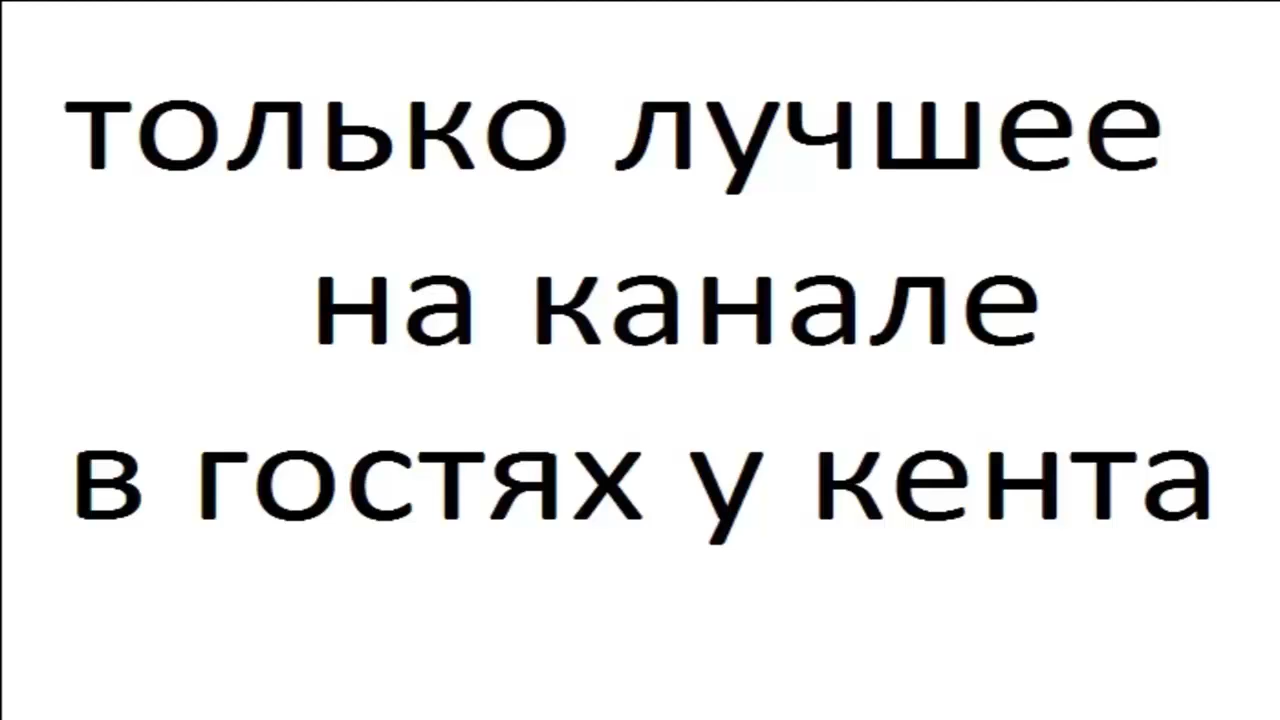 только лучшее
на канале
в гостях у кента